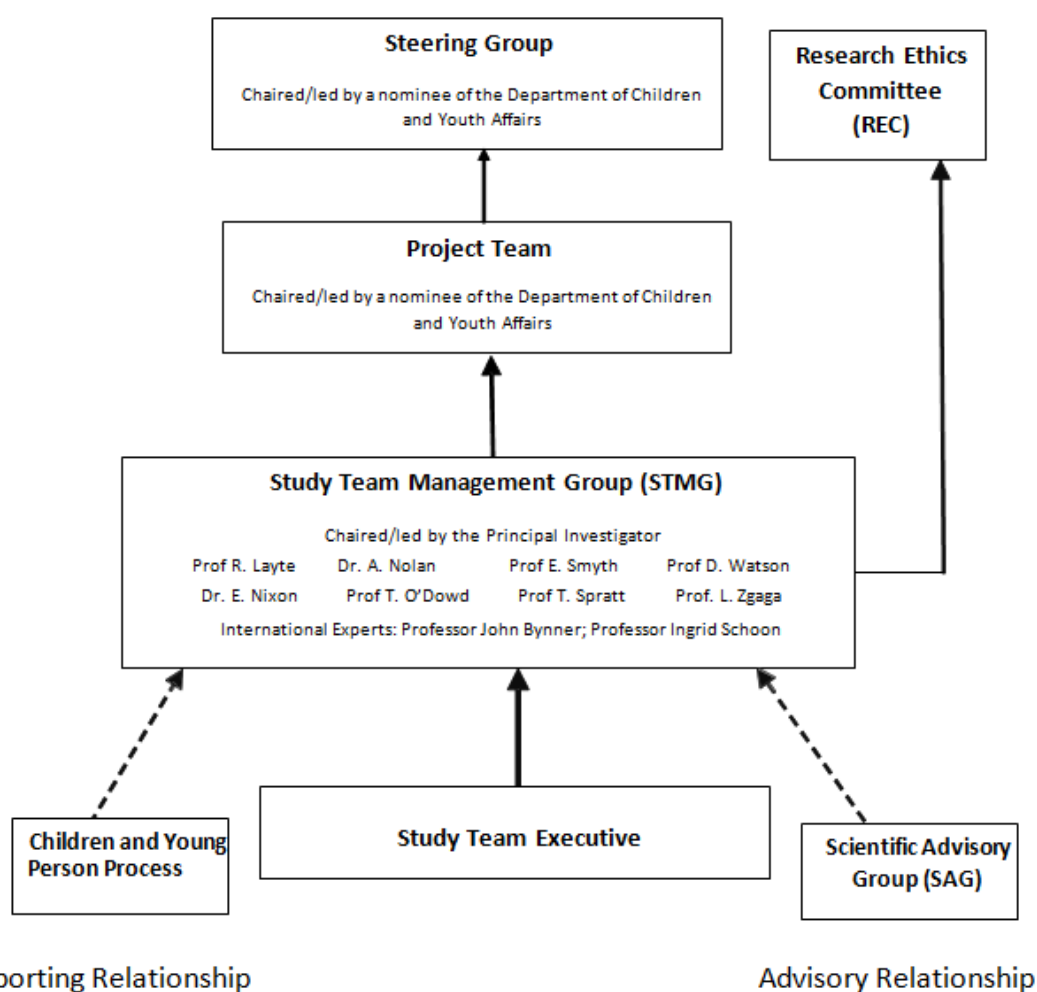 Steering Group
Chaired/led by a nominee of the Department of Children
and Youth Affairs
Research Ethics
Committee
(REC)
Project Team
Chaired/led by a nominee of the Department of Children
and Youth Affairs
Study Team Management Group (STMG)
Chaired/led by the Principal Investigator
Prof R. Layte Dr. A. Nolan Prof E. Smyth Prof D. Watson
Dr. E. Nixon Prof T. O'Dowd Prof T. Spratt Prof. L. Zgaga
International Experts: Professor John Bynner; Professor Ingrid Schoon
Children and Young
Person Process
Study Team Executive
Scientific Advisory
Group (SAG)
Relationship
Advisory Relationship